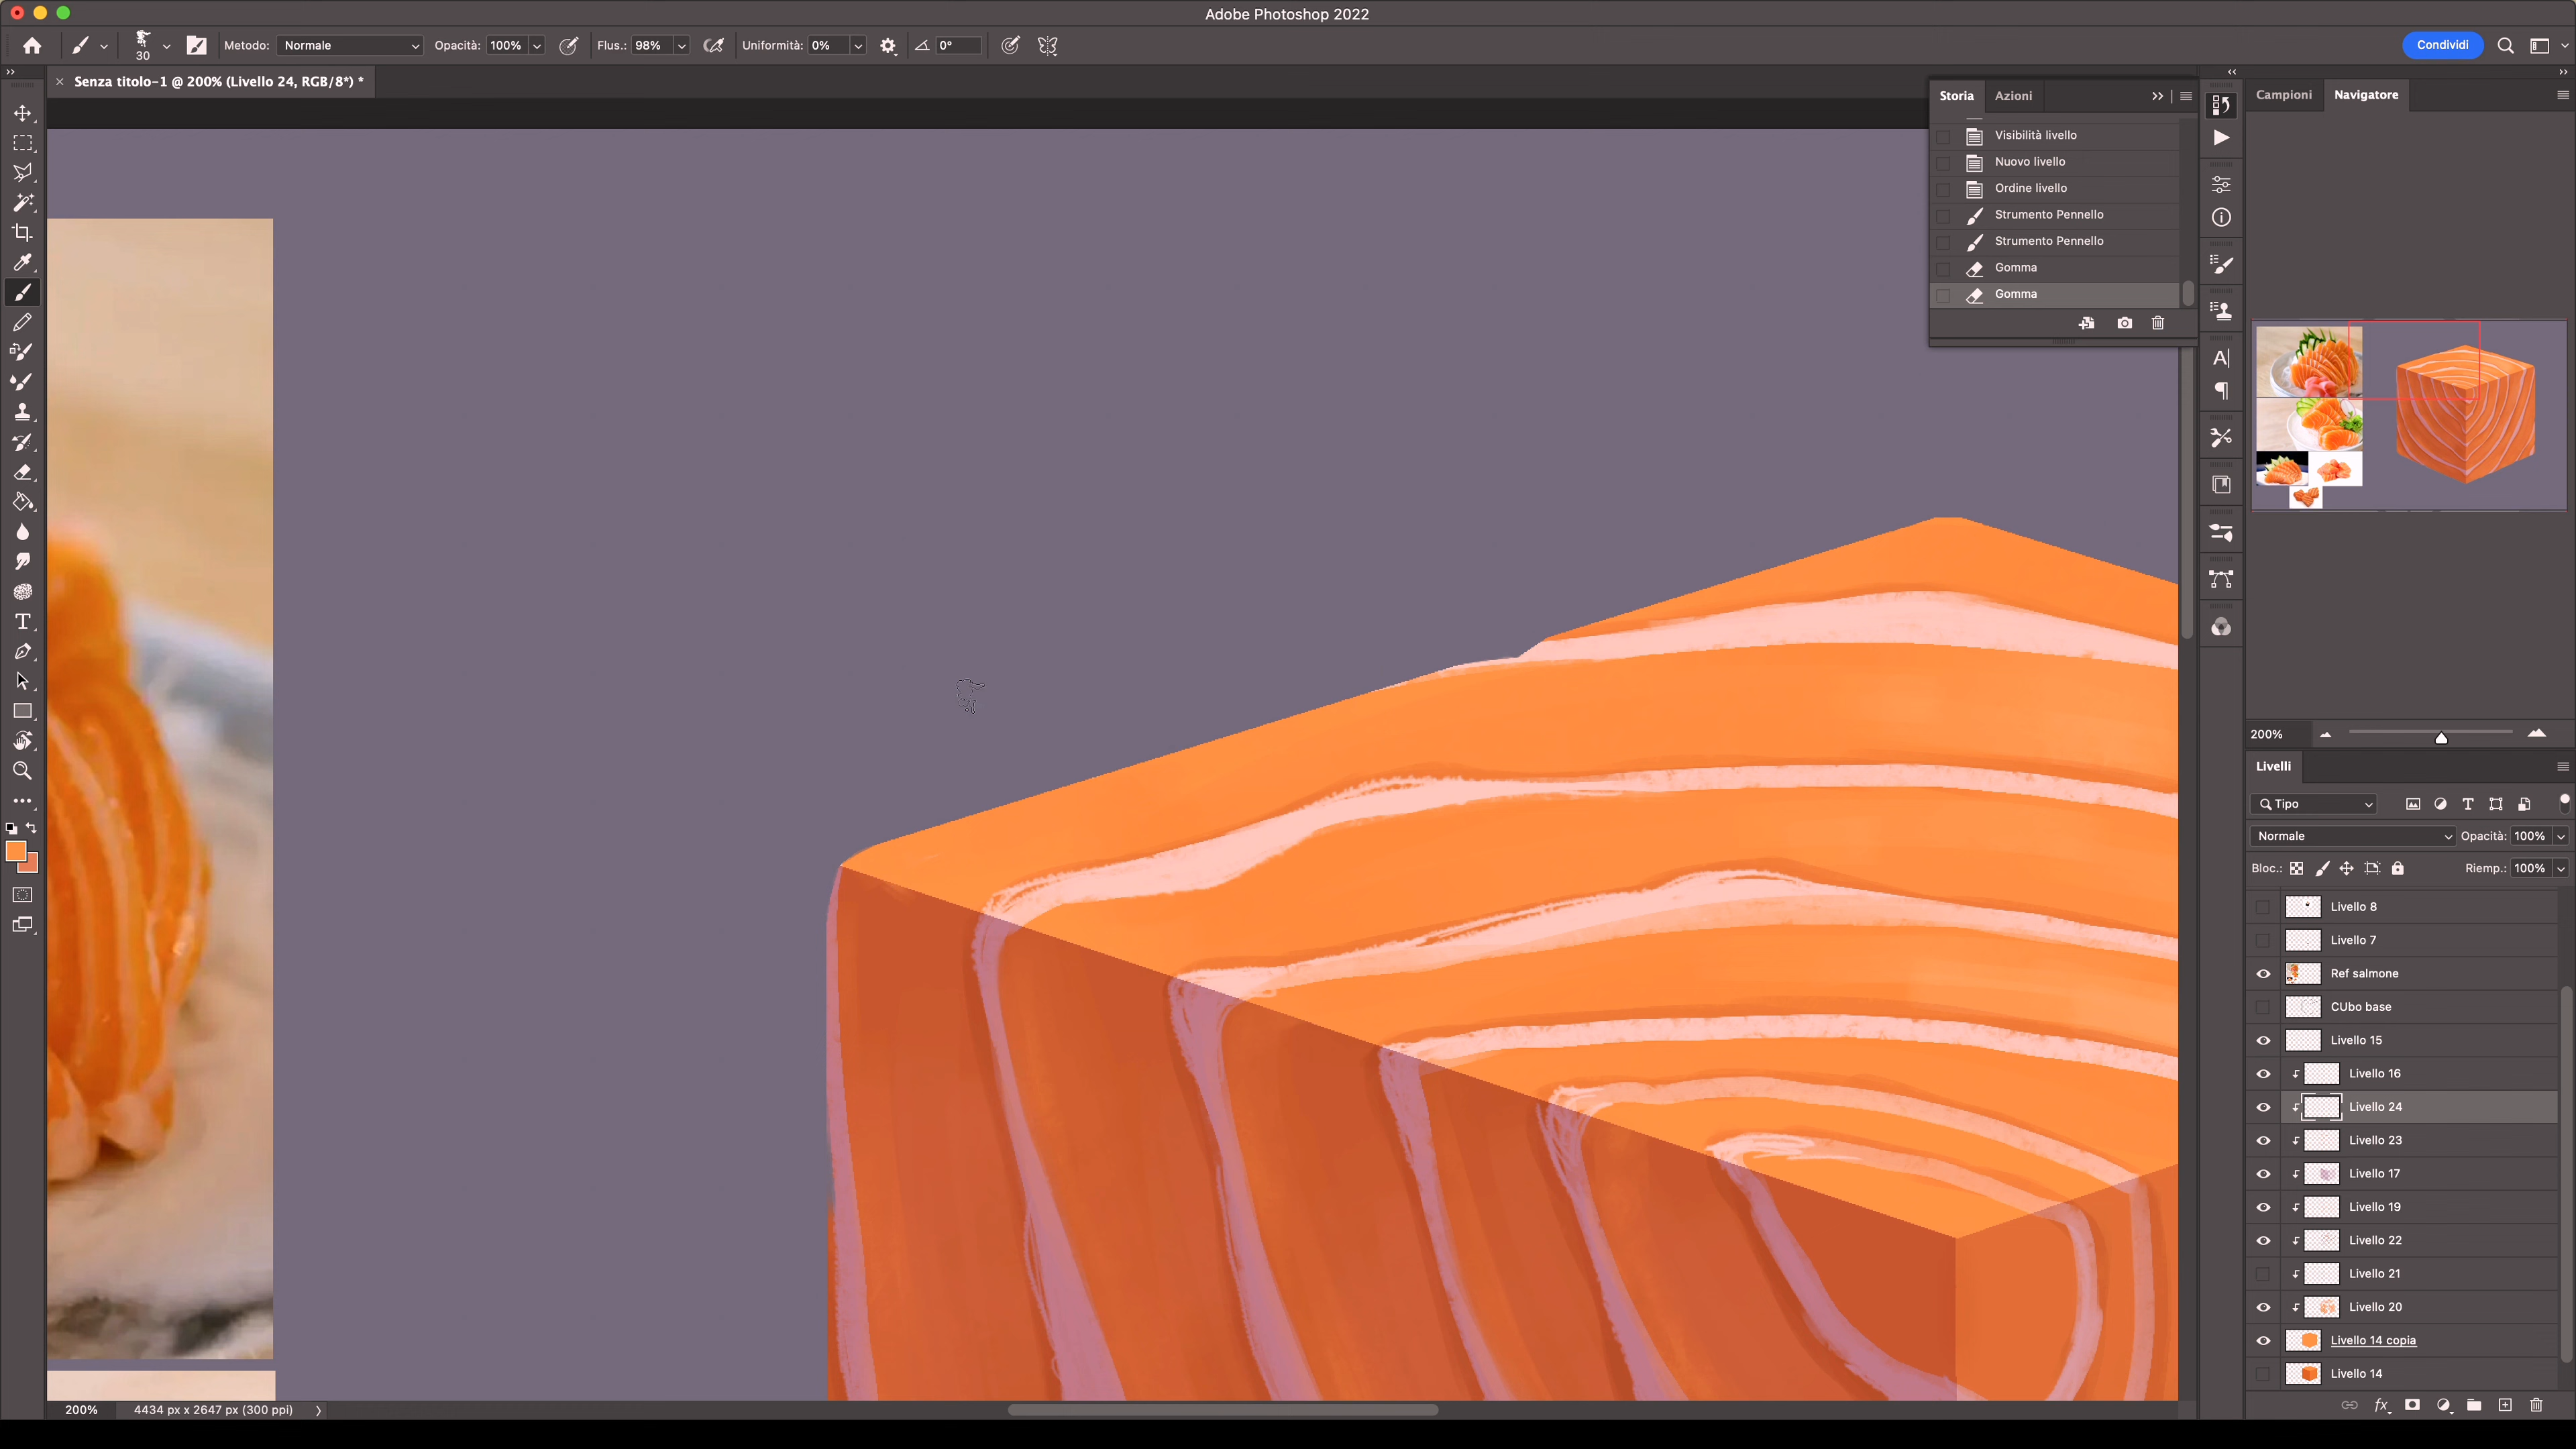 Adobe Photoshop 2022
30
Metodo: Normale
Opacità: 100%
Flus.: 98%
Uniformità: 0%
0°
Condividi
Senza titolo-1 @ 200% (Livello 24, RGB/8*) *
Storia
Azioni
Visibilità livello
Nuovo livello
Ordine livello
Strumento Pennello
Strumento Pennello
Gomma
Gomma
Campioni
Navigatore
200%
Livelli
Tipo
Normale
Opacità: 100%
Bloc.:
Riemp.: 100%
Livello 8
Livello 7
Ref salmone
CUbo base
Livello 15
Livello 16
Livello 24
Livello 23
Livello 17
Livello 19
Livello 22
Livello 21
Livello 20
Livello 14 copia
Livello 14
fx
200%
4434 px x 2647 px (300 ppi)